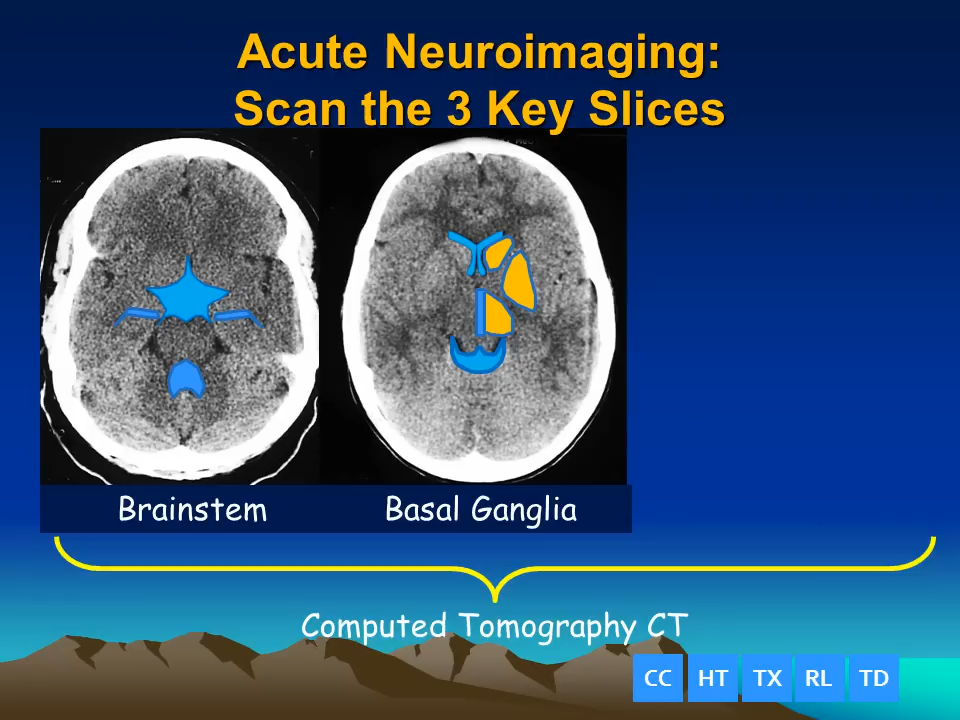 Acute Neuroimaging:
Scan the 3 Key Slices
Brainstem
Basal Ganglia
Computed Tomography CT
CC HT TX RL TD